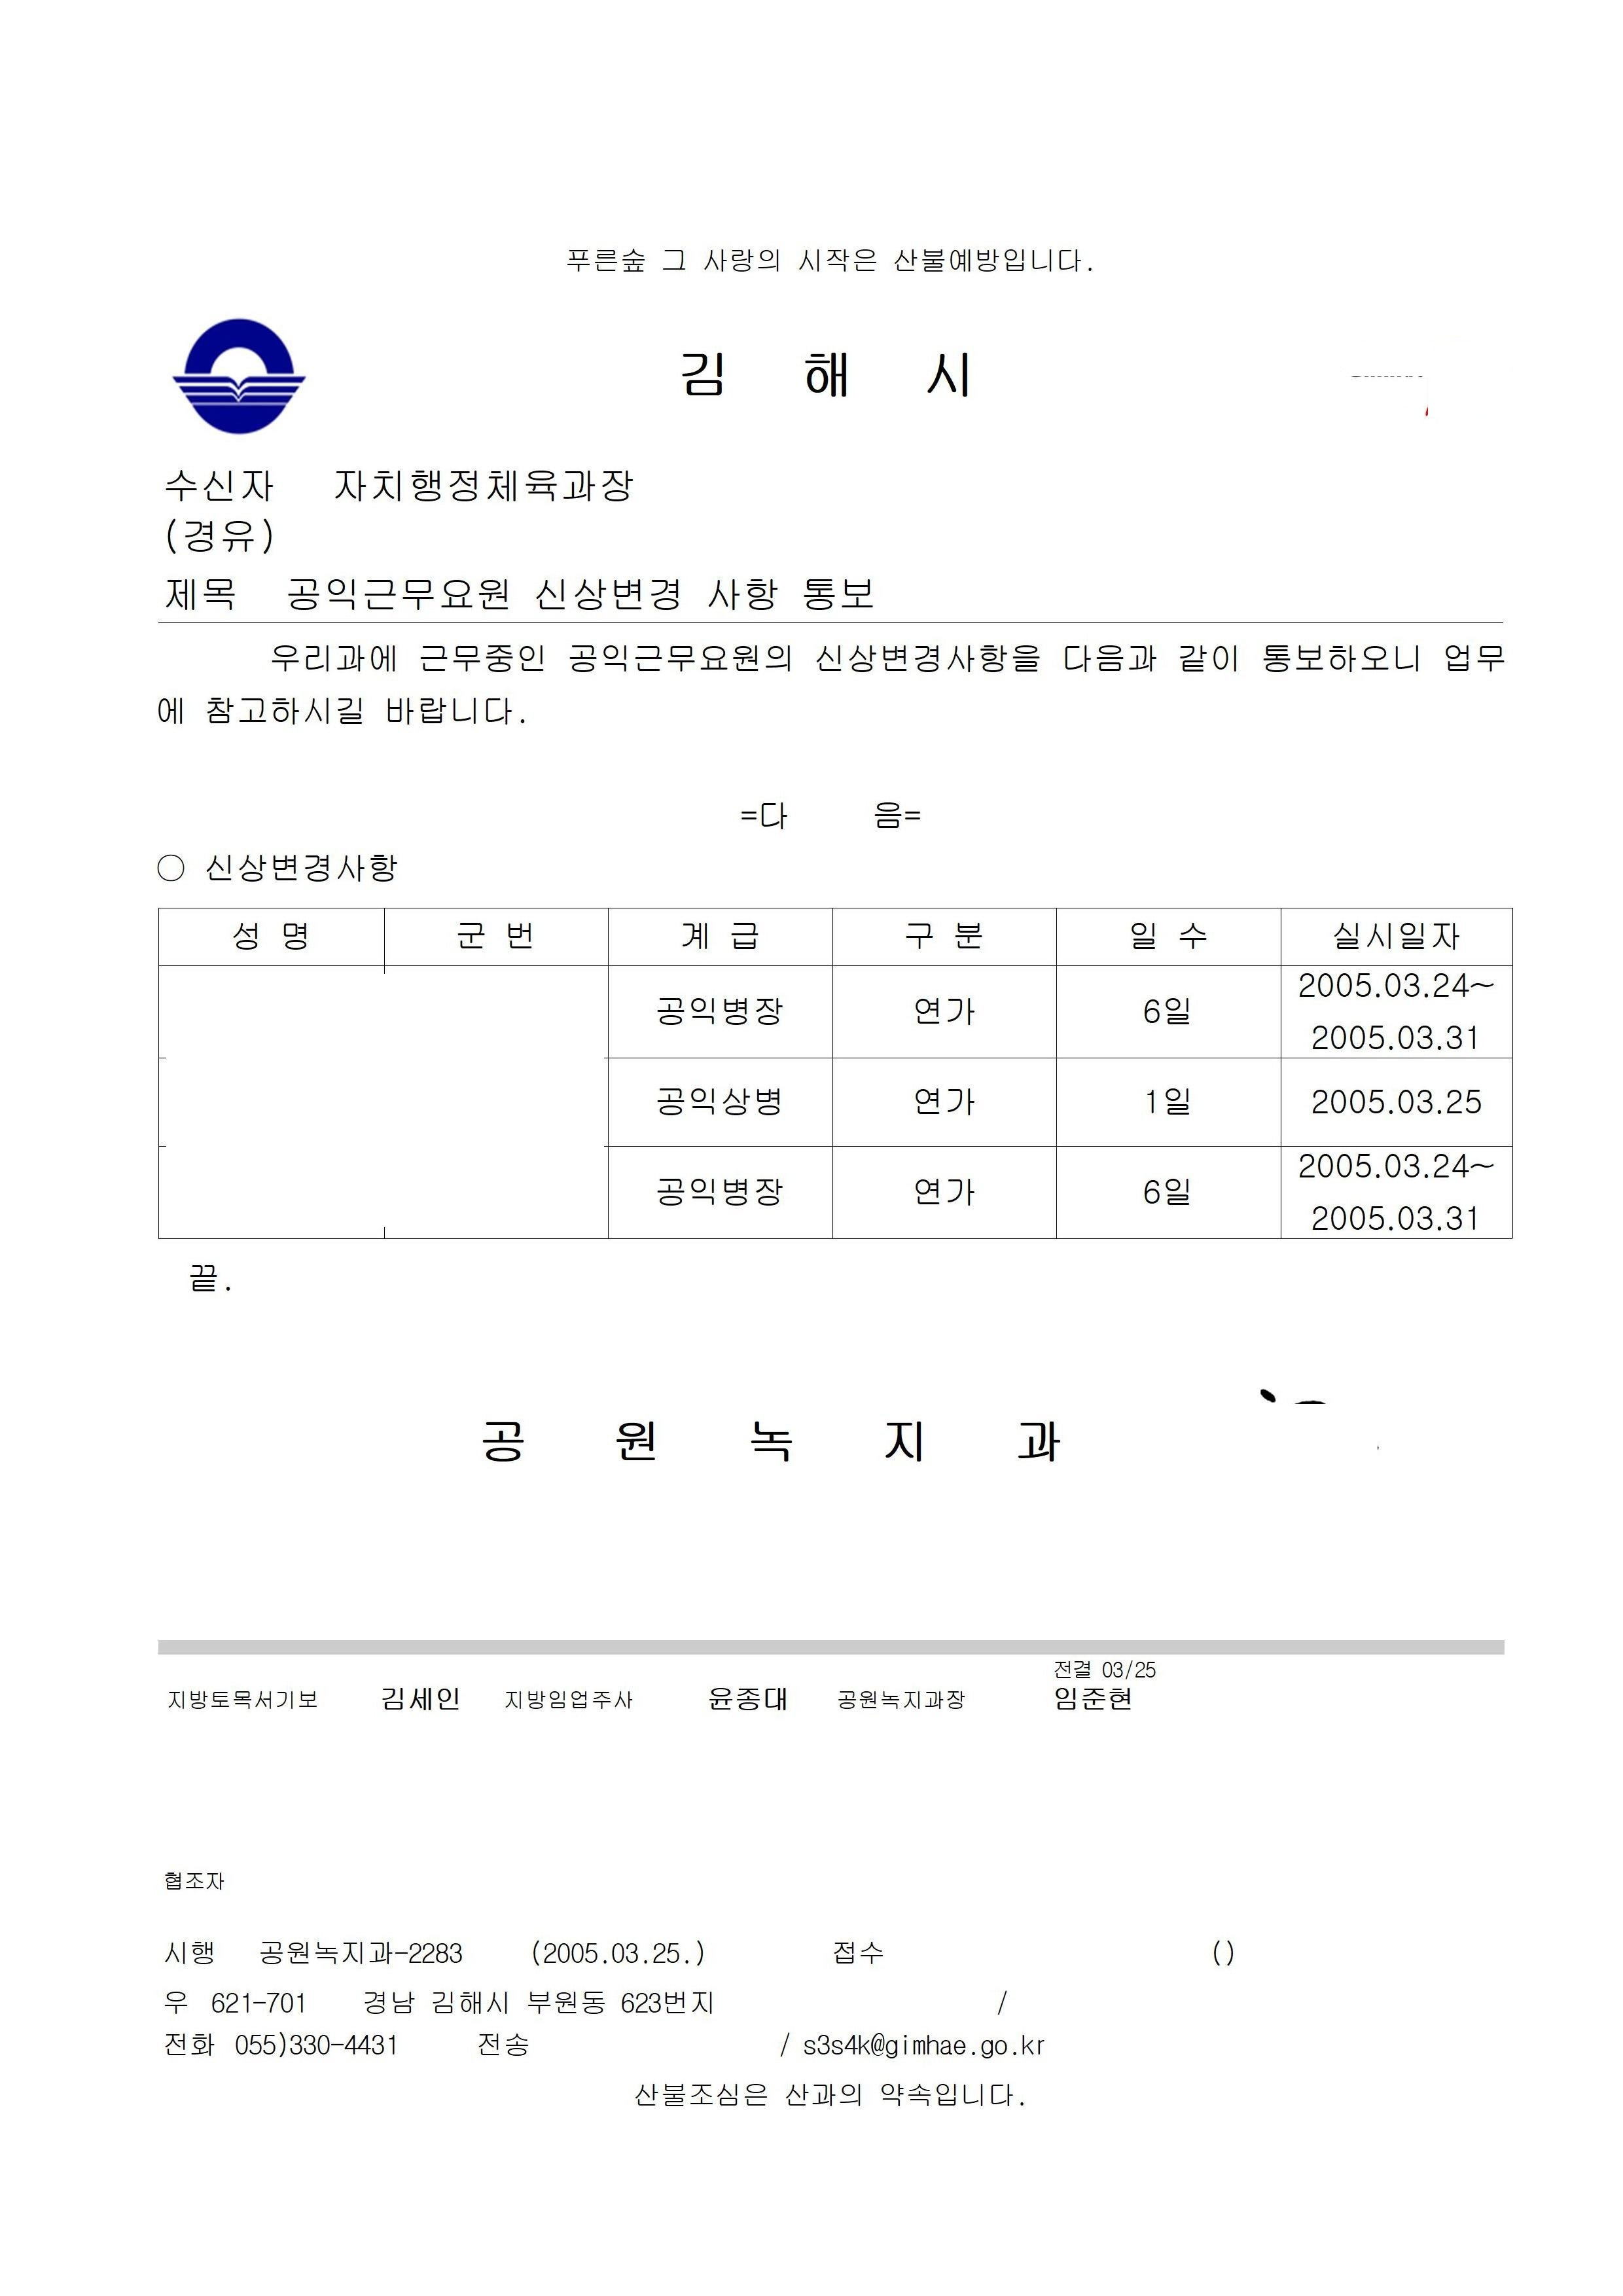 푸른숲 그 사랑의 시작은 산불예방입니다.
김 해 시
수신자 자치행정체육과장
(경유)
제목 공익근무요원 신상변경 사항 통보
우리과에 근무중인 공익근무요원의 신상변경사항을 다음과 같이 통보하오니 업무
에 참고하시길 바랍니다.
=다 음=
○ 신상변경사항
성 명 군 번 계 급 구 분 일 수 실시일자
공익병장 연가 6일 2005.03.24~
2005.03.31
공익상병 연가 1일 2005.03.25
공익병장 연가 6일 2005.03.24~
2005.03.31
끝.
공 원 녹 지 과
전결 03/25
지방토목서기보 김세인 지방임업주사 윤종대 공원녹지과장 임준현
협조자
시행 공원녹지과-2283 (2005.03.25.) 접수 ()
우 621-701 경남 김해시 부원동 623번지 /
전화 055)330-4431 전송 / s3s4k@gimhae.go.kr
산불조심은 산과의 약속입니다.